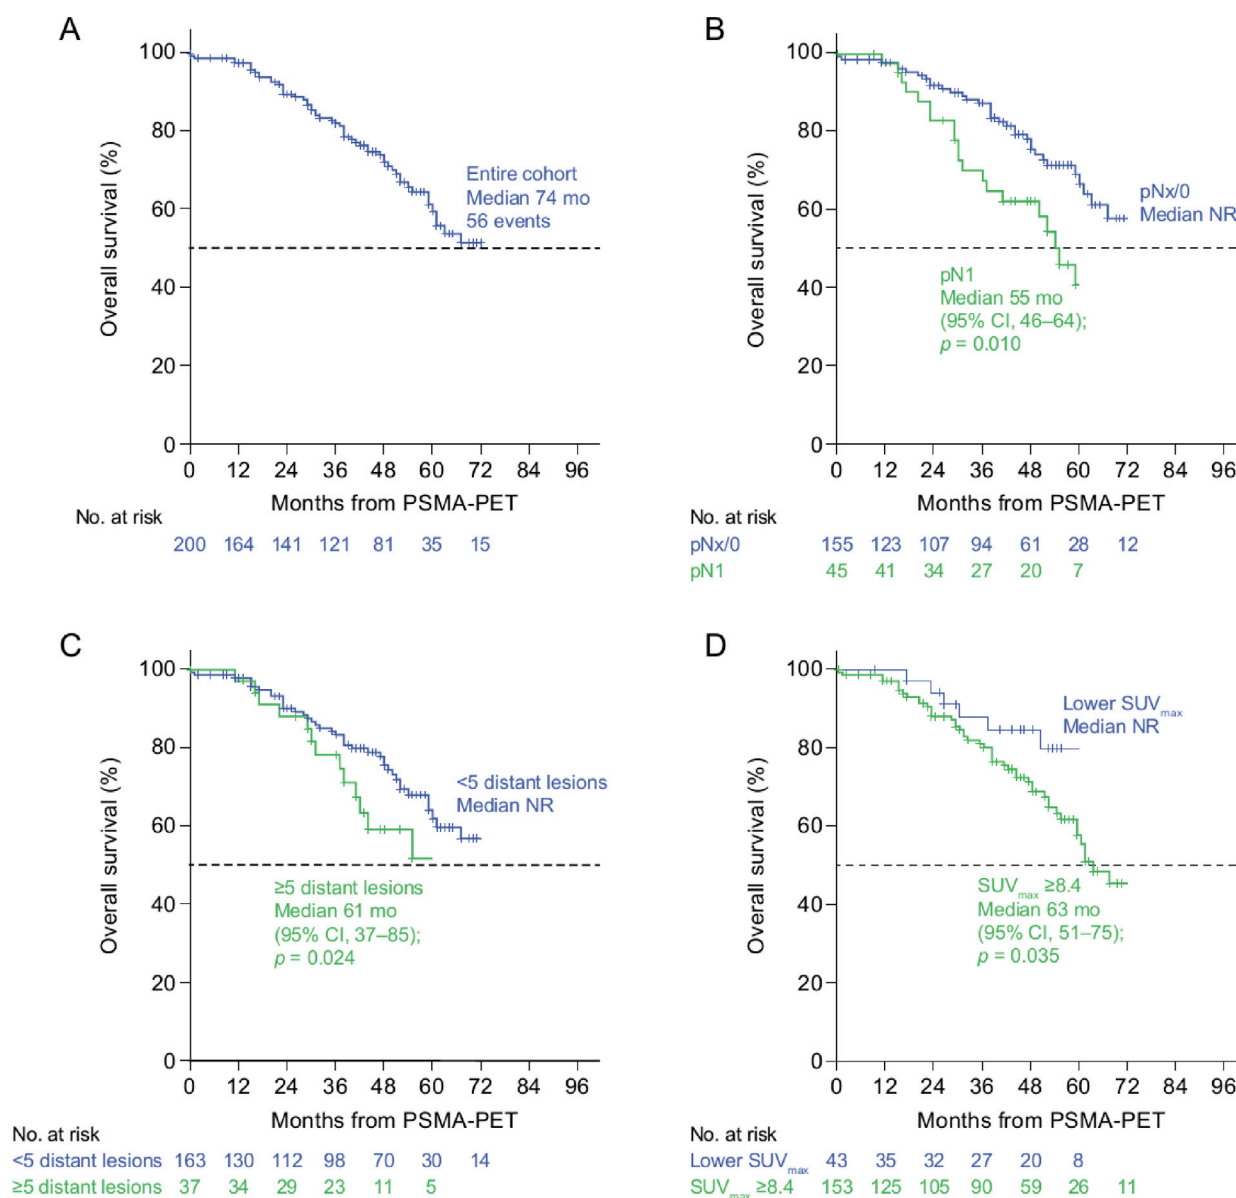 A
Overall survival (%)
100
80
60
40
20
0
Entire cohort
Median 74 mo
56 events
0 12 24 36 48 60 72 84 96
Months from PSMA-PET
No. at risk
200 164 141 121 81 35 15
B
Overall survival (%)
100
80
60
40
20
0
pNx/0
Median NR
pN1
Median 55 mo
(95% CI, 46–64);
p = 0.010
0 12 24 36 48 60 72 84 96
Months from PSMA-PET
No. at risk
pNx/0 155 123 107 94 61 28 12
pN1 45 41 34 27 20 7
C
Overall survival (%)
100
80
60
40
20
0
<5 distant lesions
Median NR
≥5 distant lesions
Median 61 mo
(95% CI, 37–85);
p = 0.024
0 12 24 36 48 60 72 84 96
Months from PSMA-PET
No. at risk
<5 distant lesions 163 130 112 98 70 30 14
≥5 distant lesions 37 34 29 23 11 5
D
Overall survival (%)
100
80
60
40
20
0
Lower SUVmax
Median NR
SUVmax ≥8.4
Median 63 mo
(95% CI, 51–75);
p = 0.035
0 12 24 36 48 60 72 84 96
Months from PSMA-PET
No. at risk
Lower SUVmax 43 35 32 27 20 8
SUVmax ≥8.4 153 125 105 90 59 26 11